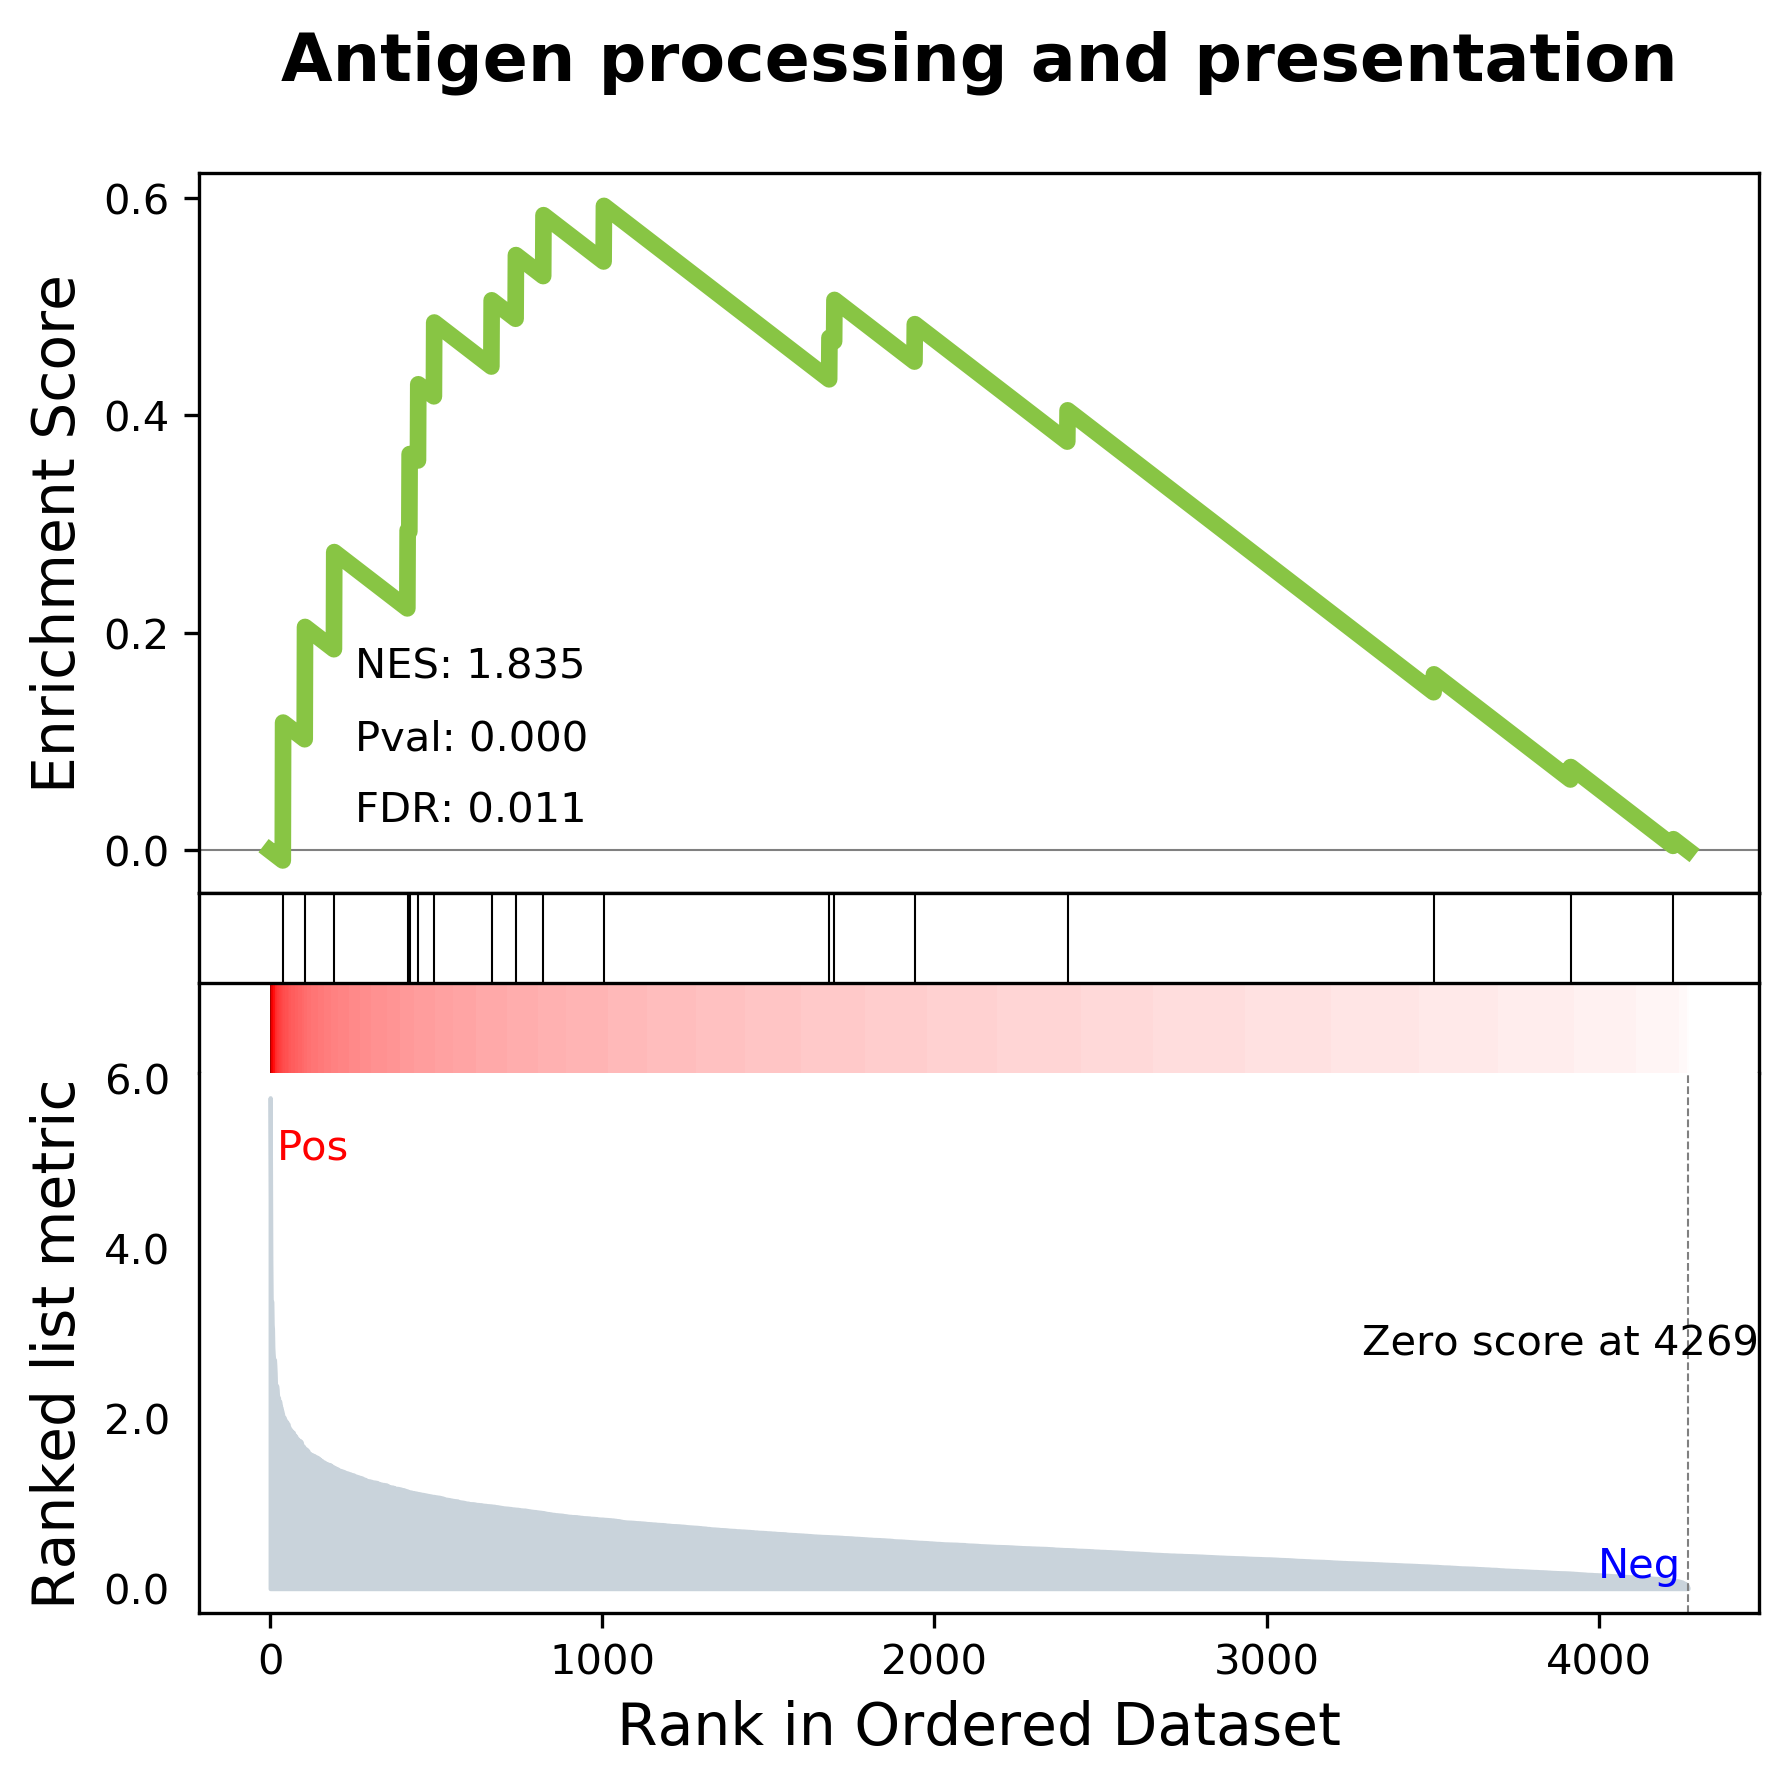 Antigen processing and presentation
Enrichment Score
0.6
0.4
0.2
0.0
NES: 1.835
Pval: 0.000
FDR: 0.011
Ranked list metric
6.0
4.0
2.0
0.0
Pos
Zero score at 4269
Neg
0 1000 2000 3000 4000
Rank in Ordered Dataset